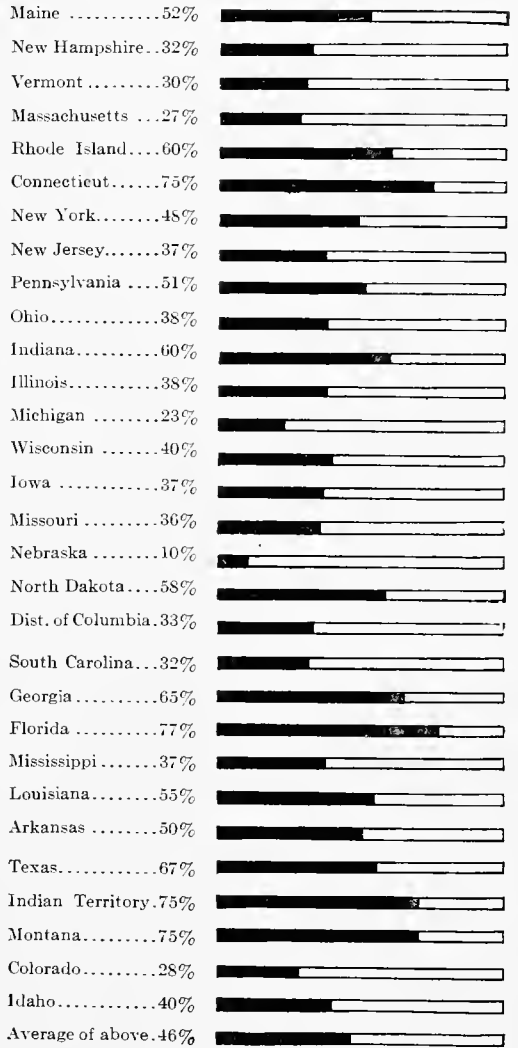 Maine ...........52%
New Hampshire..32%
Vermont .........30%
Massachusetts ...27%
Rhode Island....60%
Connecticut......75%
New York........48%
New Jersey.......37%
Pennsylvania ....51%
Ohio............38%
Indiana..........60%
Illinois..........38%
Michigan ........23%
Wisconsin .......40%
Iowa ............37%
Missouri .........36%
Nebraska ........10%
North Dakota....58%
Dist. of Columbia.33%
South Carolina...32%
Georgia .........65%
Florida ..........77%
Mississippi .......37%
Louisiana........55%
Arkansas ........50%
Texas............67%
Indian Territory.75%
Montana.........75%
Colorado.........28%
Idaho............40%
Average of above.46%